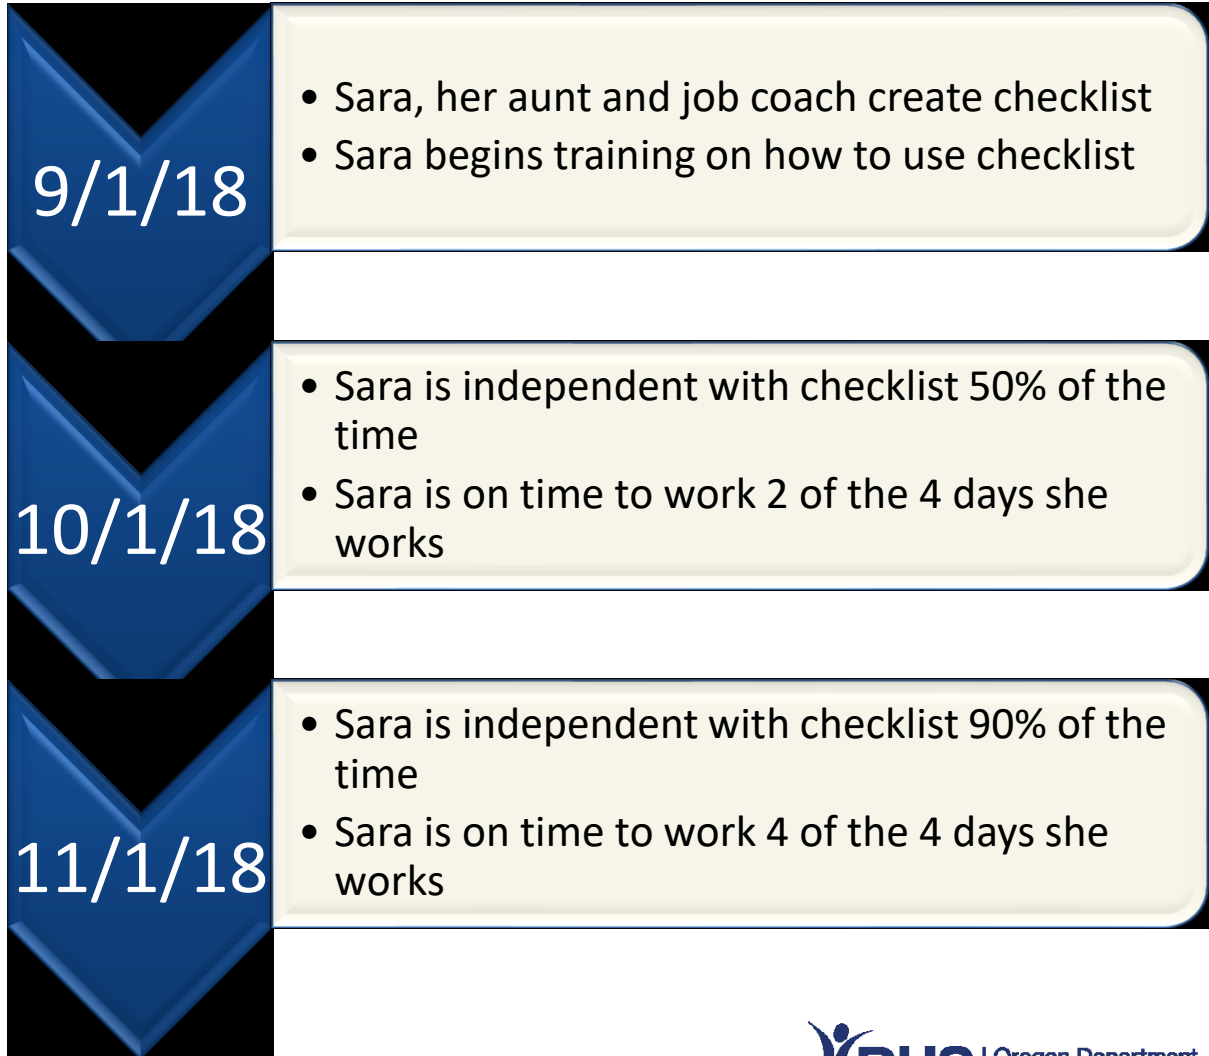 • Sara, her aunt and job coach create checklist
• Sara begins training on how to use checklist
9/1/18
• Sara is independent with checklist 50% of the
time
• Sara is on time to work 2 of the 4 days she
works
10/1/18
• Sara is independent with checklist 90% of the
time
• Sara is on time to work 4 of the 4 days she
works
11/1/18
DHS | Oregon Department